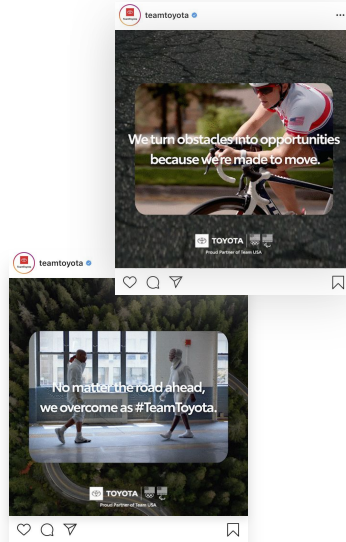 teamtoyota
We turn obstacles into opportunities
because we're made to move.
TOYOTA
Proud Partner of Team USA
teamtoyota
No matter the road ahead,
we overcome as #TeamToyota.
TOYOTA
Proud Partner of Team USA